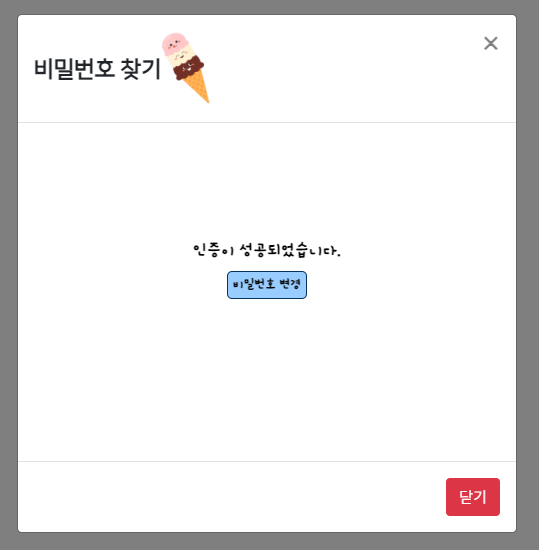 비밀번호 찾기
×
인증이 성공되었습니다.
비밀번호 변경
닫기